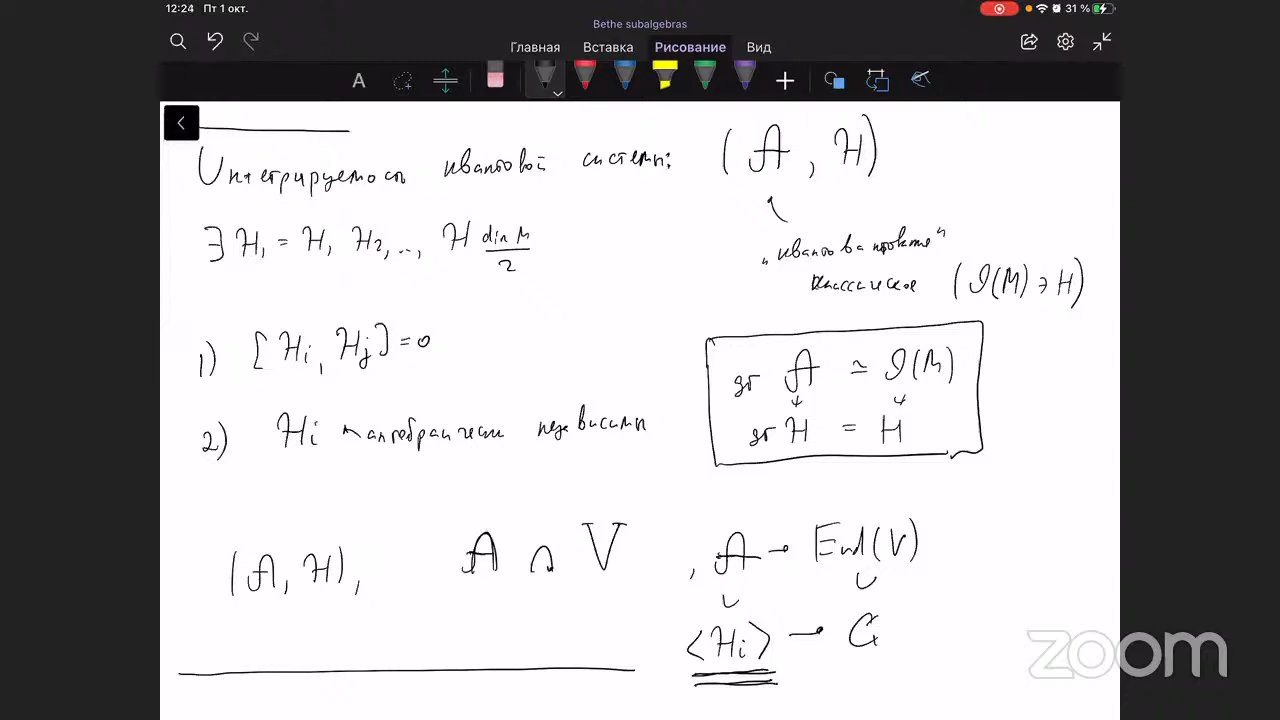 12:24 Пт 1 окт.
31 %
Bethe subalgebras
Главная Вставка Рисование Вид
Интегрируемость квантовой системы: (A, H)
∃ H₁ = H, H₂, ..., H_{dim M / 2}
классическое (O(M) ∋ H)
1) [Hi, Hj] = 0
gr A ≃ O(M)
gr H = H
2) Hi алгебраически независимы
(A, H), A ↷ V, A → End(V)
∪ ∪
<Hi> → G
zoom